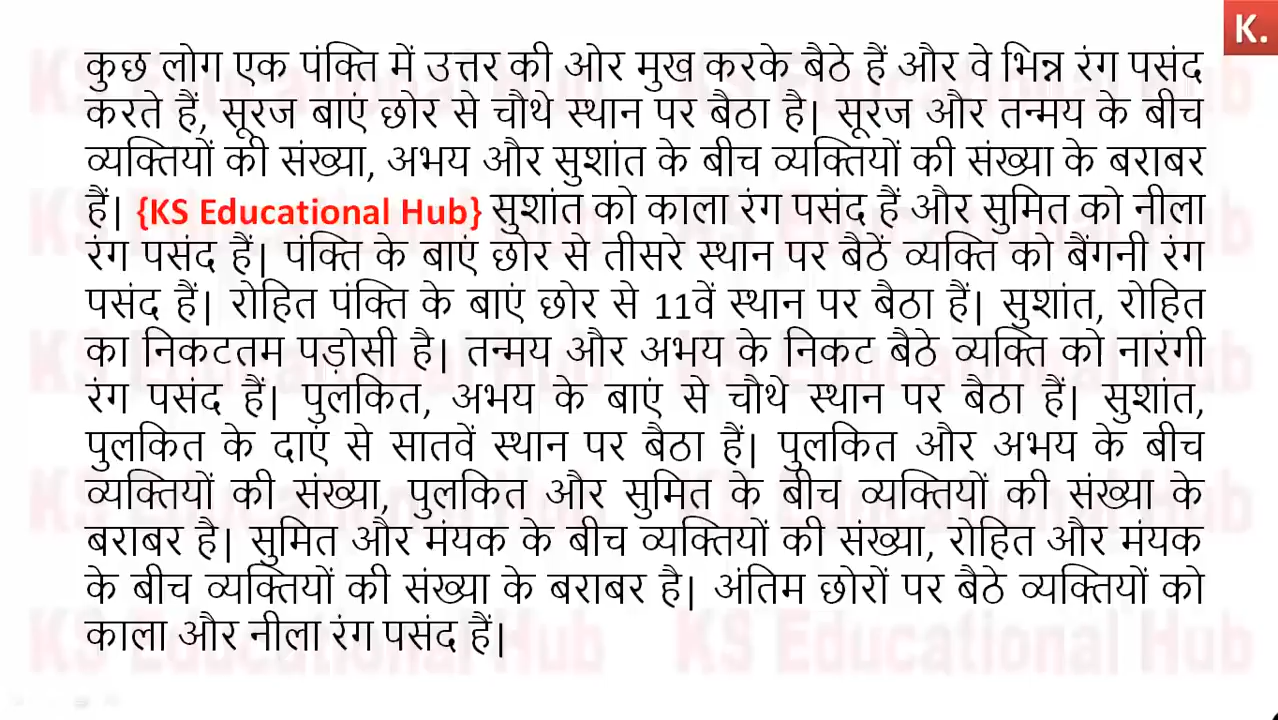 K.
कुछ लोग एक पंक्ति में उत्तर की ओर मुख करके बैठे हैं और वे भिन्न रंग पसंद
करते हैं, सूरज बाएं छोर से चौथे स्थान पर बैठा है। सूरज और तन्मय के बीच
व्यक्तियों की संख्या, अभय और सुशांत के बीच व्यक्तियों की संख्या के बराबर
हैं। {KS Educational Hub} सुशांत को काला रंग पसंद हैं और सुमित को नीला
रंग पसंद हैं। पंक्ति के बाएं छोर से तीसरे स्थान पर बैठें व्यक्ति को बैंगनी रंग
पसंद हैं। रोहित पंक्ति के बाएं छोर से 11वें स्थान पर बैठा हैं। सुशांत, रोहित
का निकटतम पड़ोसी है। तन्मय और अभय के निकट बैठे व्यक्ति को नारंगी
रंग पसंद हैं। पुलकित, अभय के बाएं से चौथे स्थान पर बैठा हैं। सुशांत,
पुलकित के दाएं से सातवें स्थान पर बैठा हैं। पुलकित और अभय के बीच
व्यक्तियों की संख्या, पुलकित और सुमित के बीच व्यक्तियों की संख्या के
बराबर है। सुमित और मंयक के बीच व्यक्तियों की संख्या, रोहित और मंयक
के बीच व्यक्तियों की संख्या के बराबर है। अंतिम छोरों पर बैठे व्यक्तियों को
काला और नीला रंग पसंद हैं।